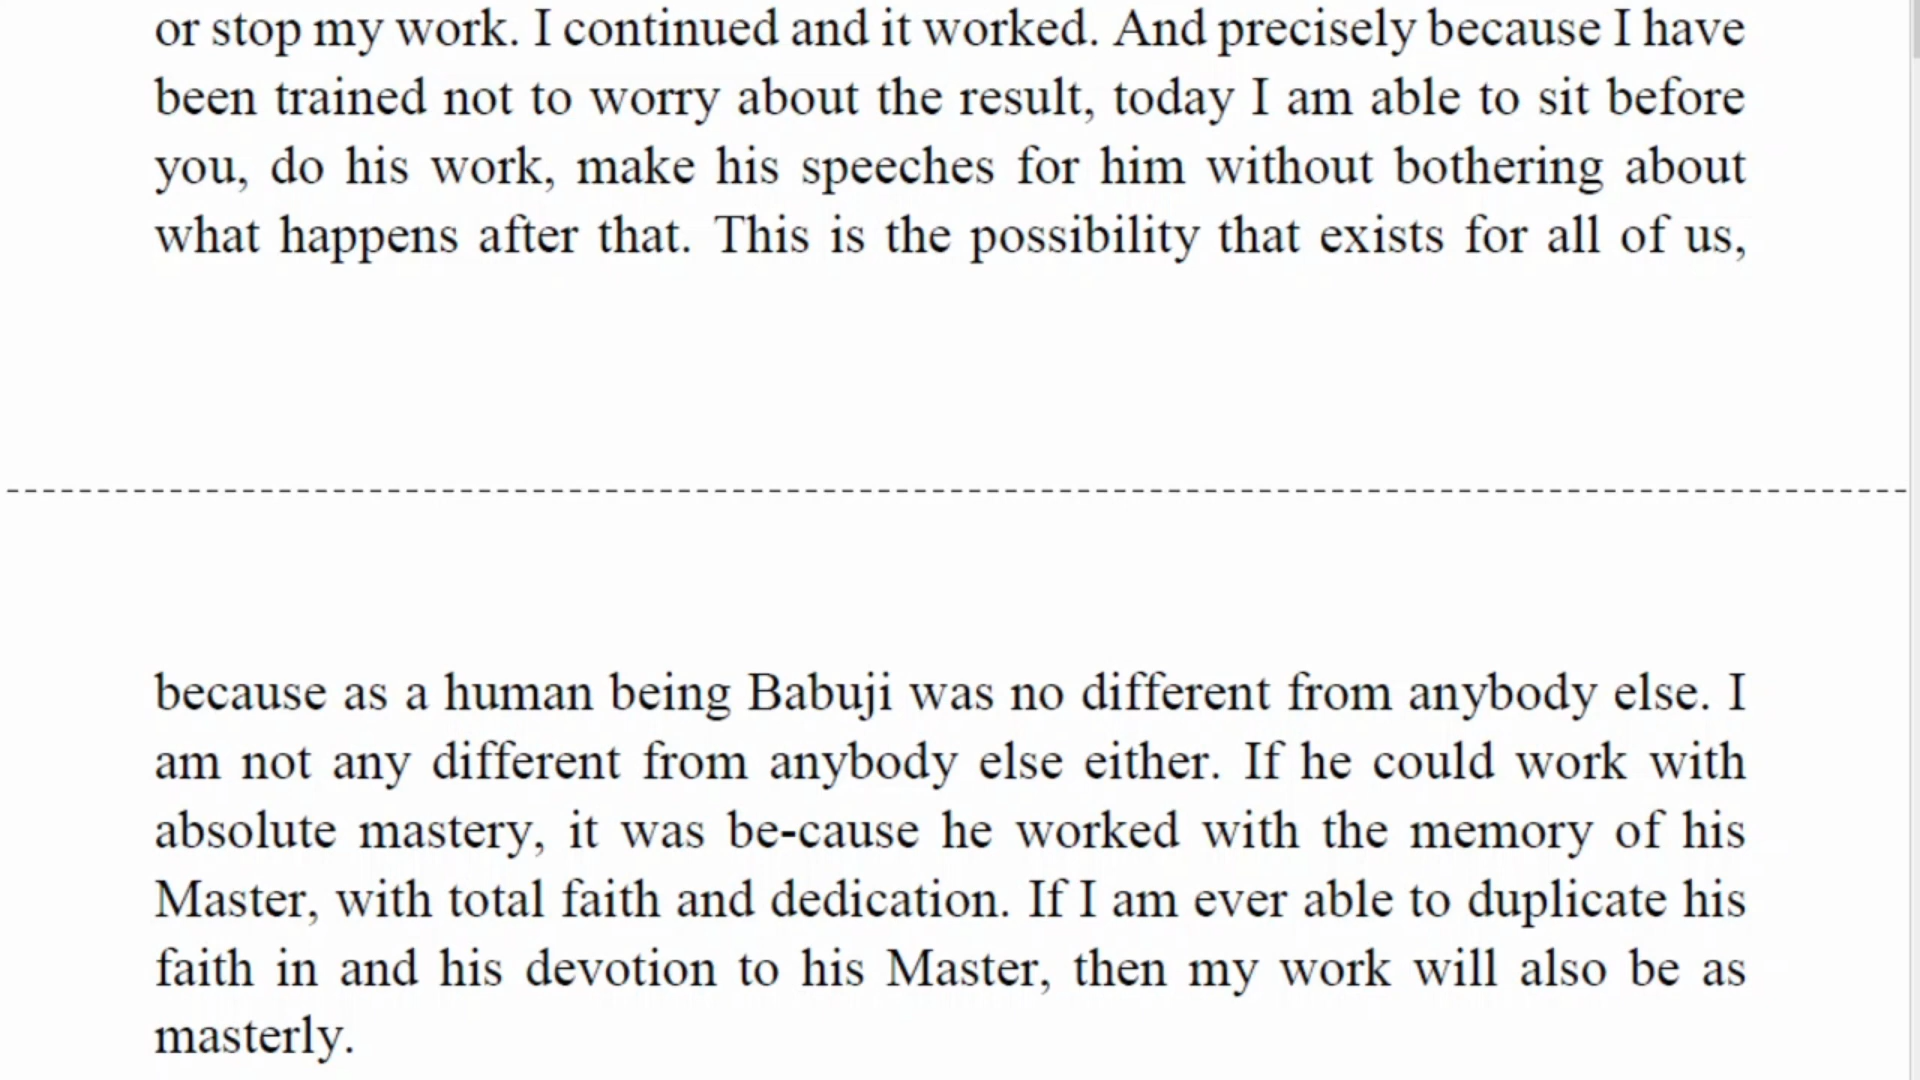 or stop my work. I continued and it worked. And precisely because I have
been trained not to worry about the result, today I am able to sit before
you, do his work, make his speeches for him without bothering about
what happens after that. This is the possibility that exists for all of us,
because as a human being Babuji was no different from anybody else. I
am not any different from anybody else either. If he could work with
absolute mastery, it was be-cause he worked with the memory of his
Master, with total faith and dedication. If I am ever able to duplicate his
faith in and his devotion to his Master, then my work will also be as
masterly.